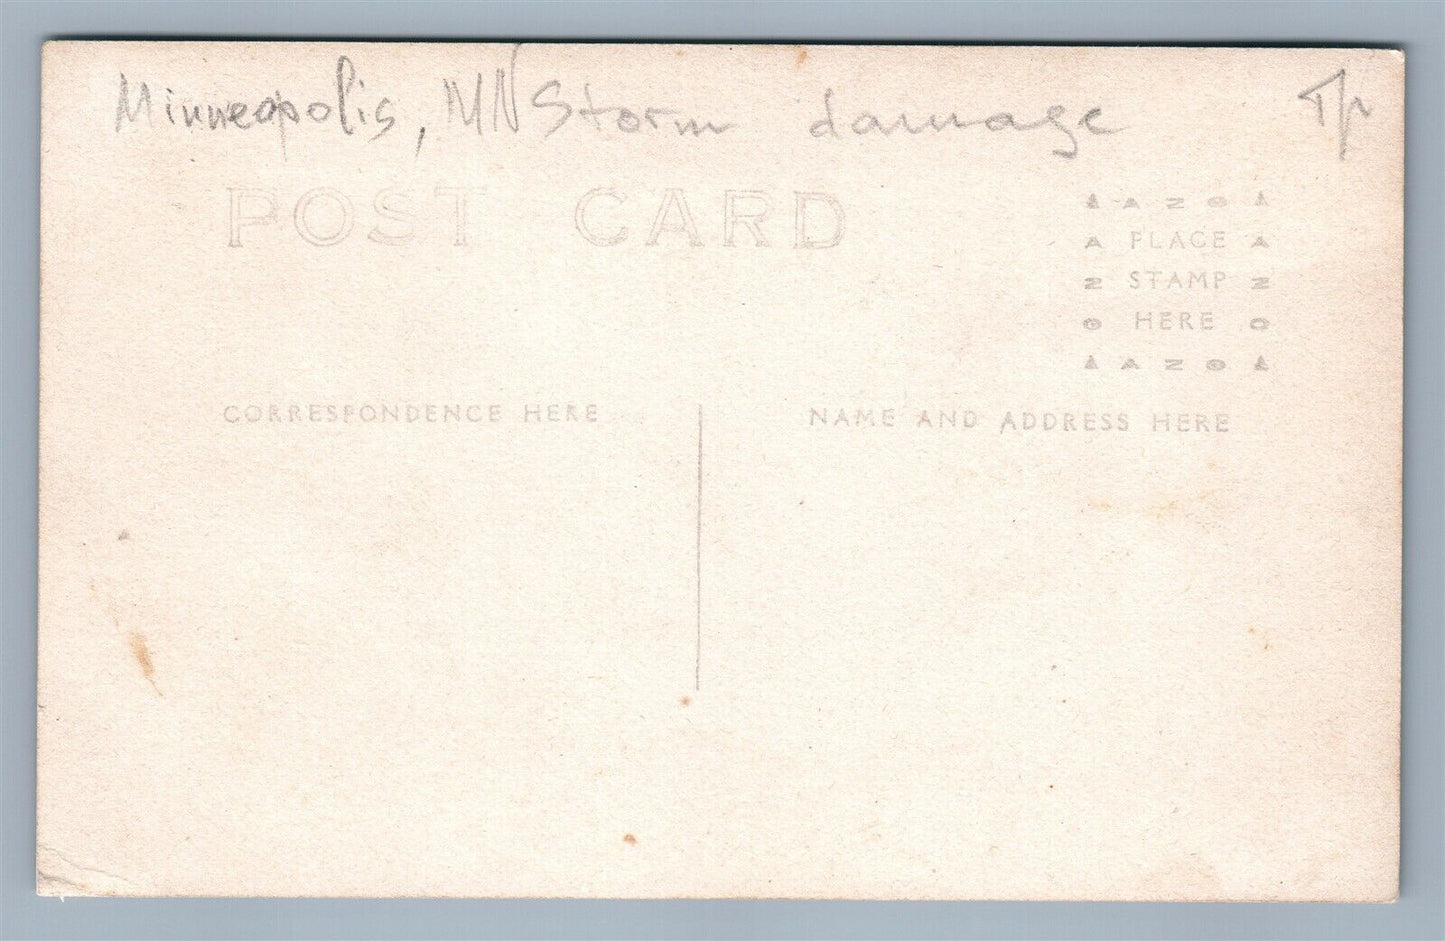 Minneapolis, MN Storm damage
POST CARD
AZO
A PLACE A
Z STAMP Z
O HERE O
AZO
CORRESPONDENCE HERE
NAME AND ADDRESS HERE